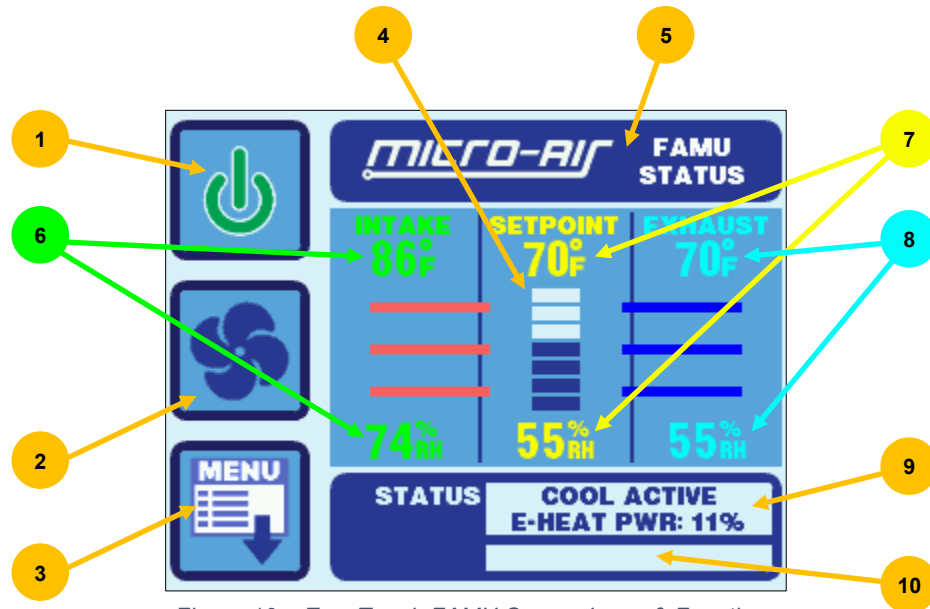 4
5
1
7
MICRO-AIR
FAMU
STATUS
6
INTAKE
SETPOINT
EXHAUST
86°F
70°F
70°F
8
2
74%RH
55%RH
55%RH
MENU
STATUS
COOL ACTIVE
E-HEAT PWR: 11%
9
3
10